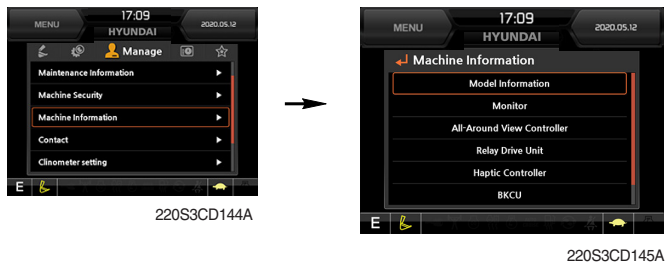 17:09
MENU
2020.05.12
HYUNDAI
Manage
Maintenance Information
Machine Security
Machine Information
Contact
Clinometer setting
E
220S3CD144A
17:09
MENU
2020.05.12
HYUNDAI
Machine Information
Model Information
Monitor
All-Around View Controller
Relay Drive Unit
Haptic Controller
BKCU
E
220S3CD145A